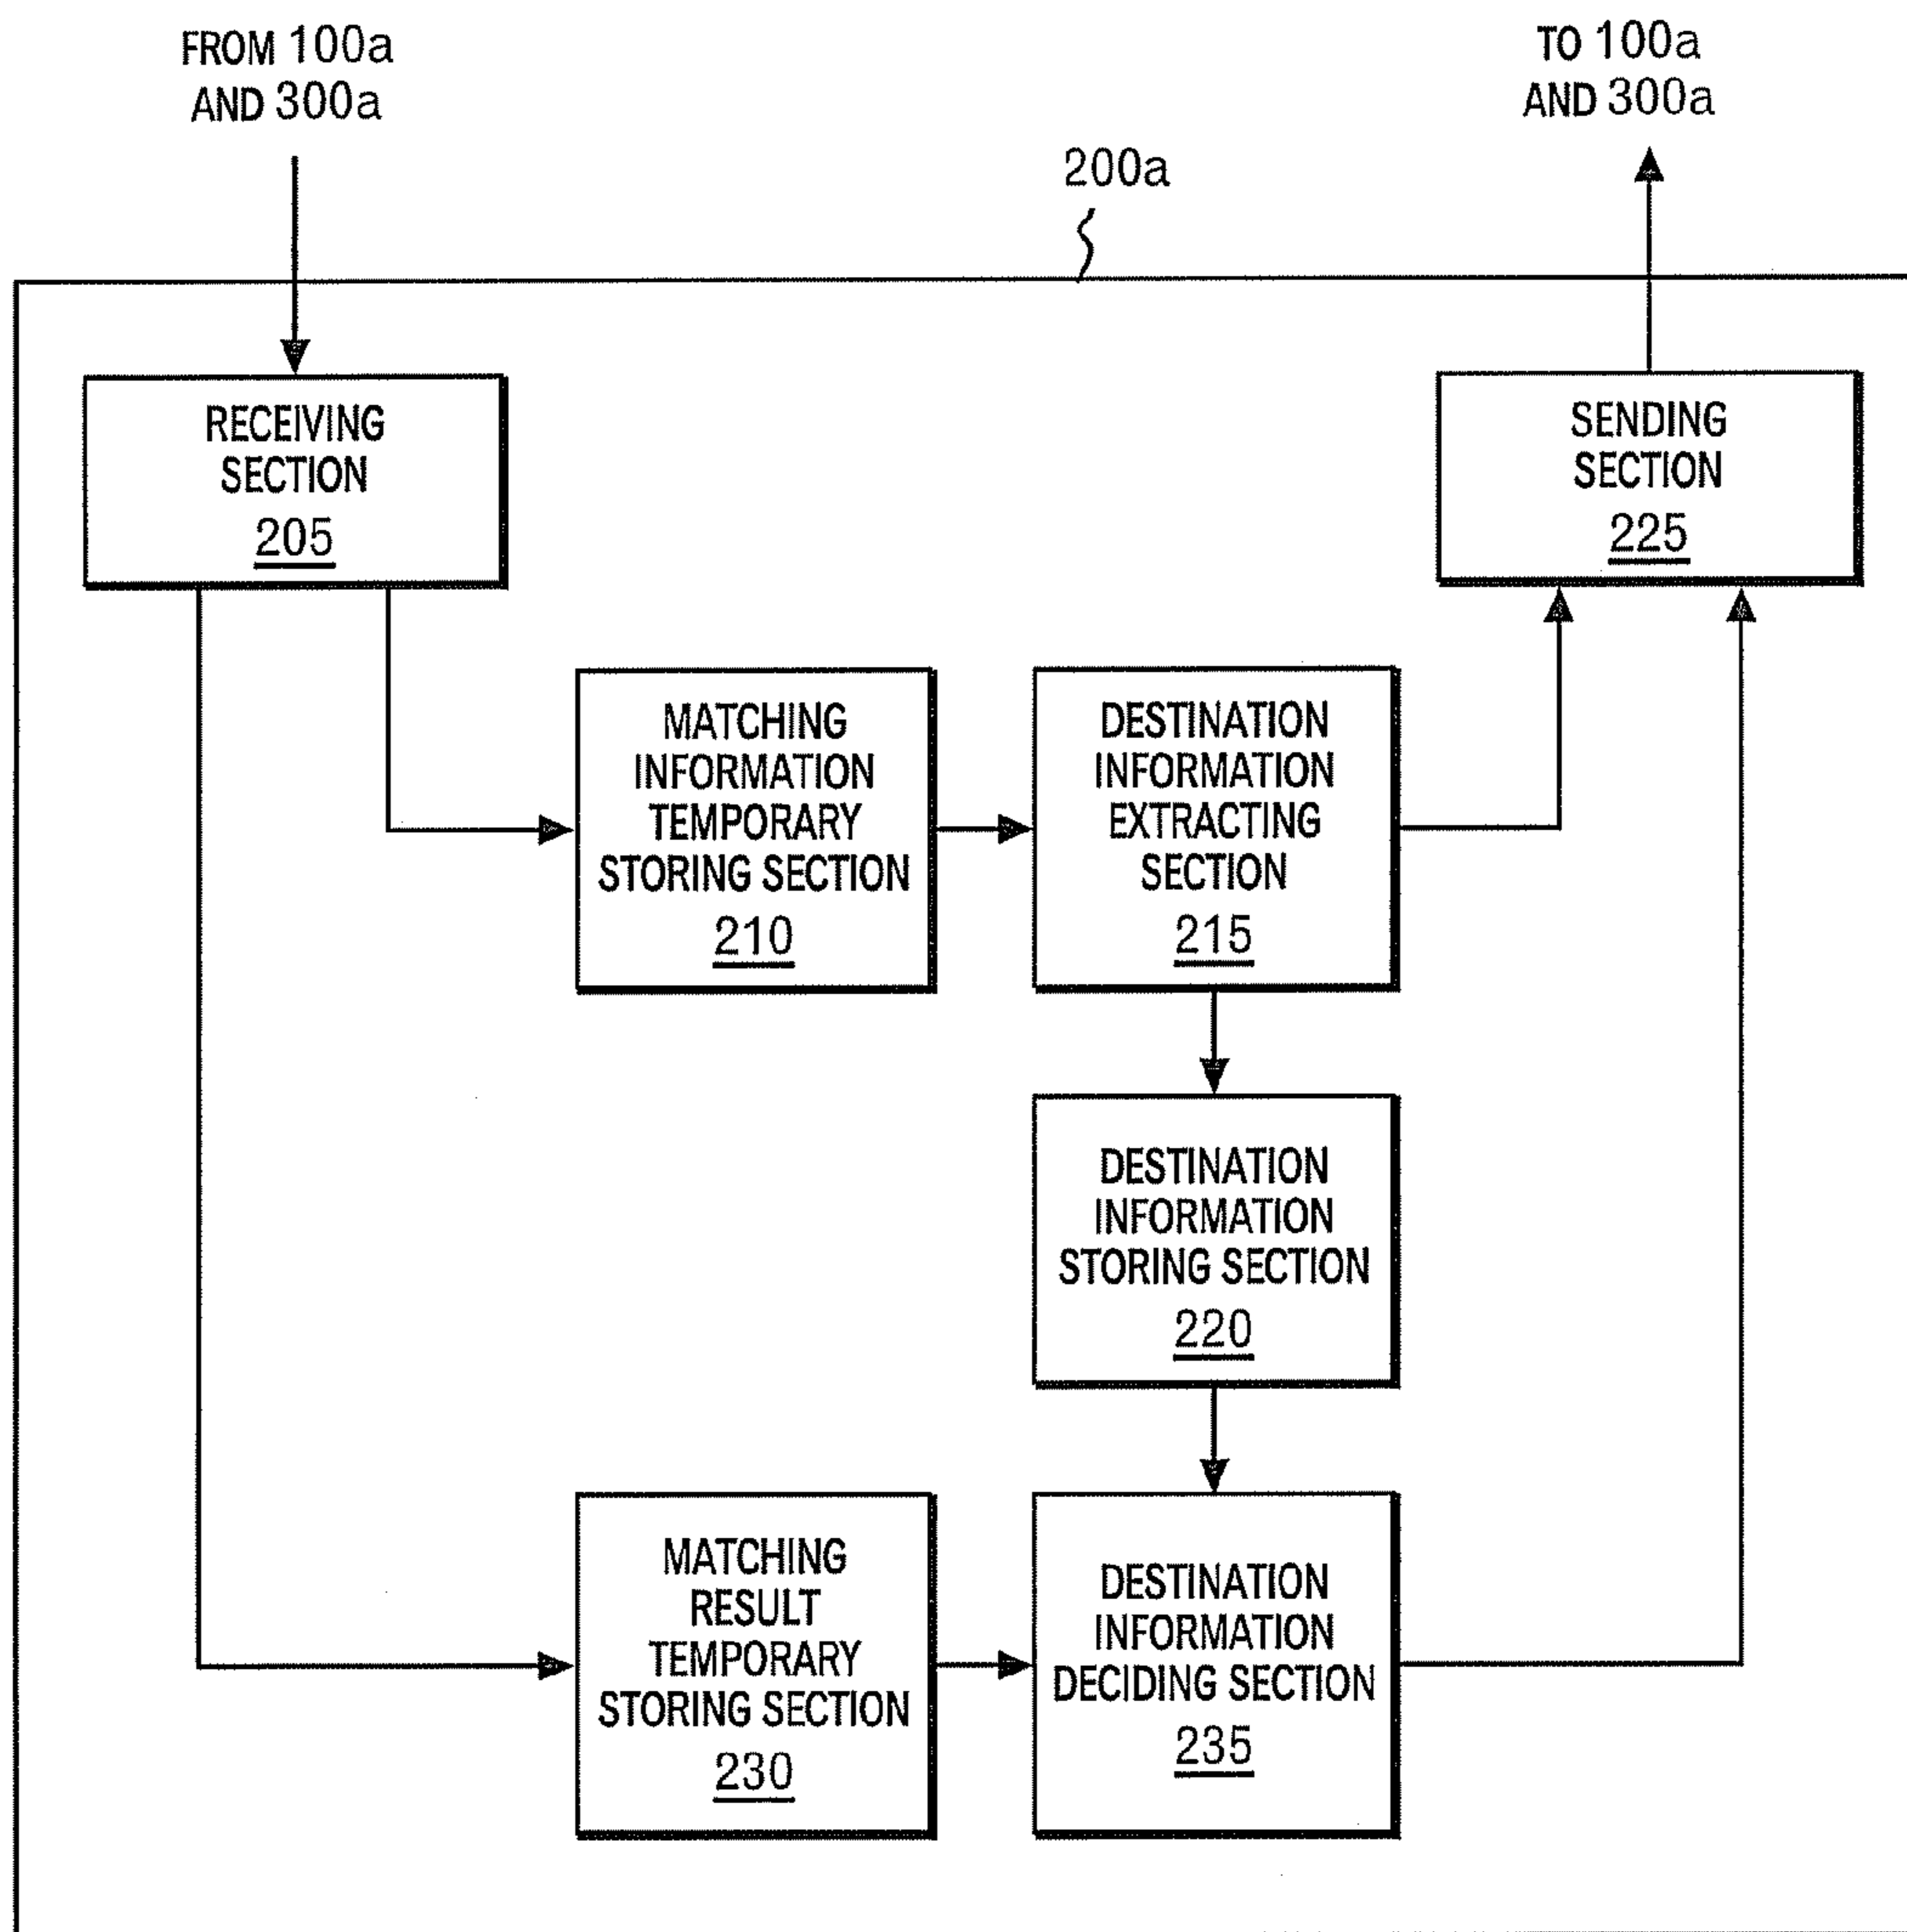 FROM 100a
AND 300a
TO 100a
AND 300a
200a
RECEIVING
SECTION
205
SENDING
SECTION
225
MATCHING
INFORMATION
TEMPORARY
STORING SECTION
210
DESTINATION
INFORMATION
EXTRACTING
SECTION
215
DESTINATION
INFORMATION
STORING SECTION
220
MATCHING
RESULT
TEMPORARY
STORING SECTION
230
DESTINATION
INFORMATION
DECIDING SECTION
235